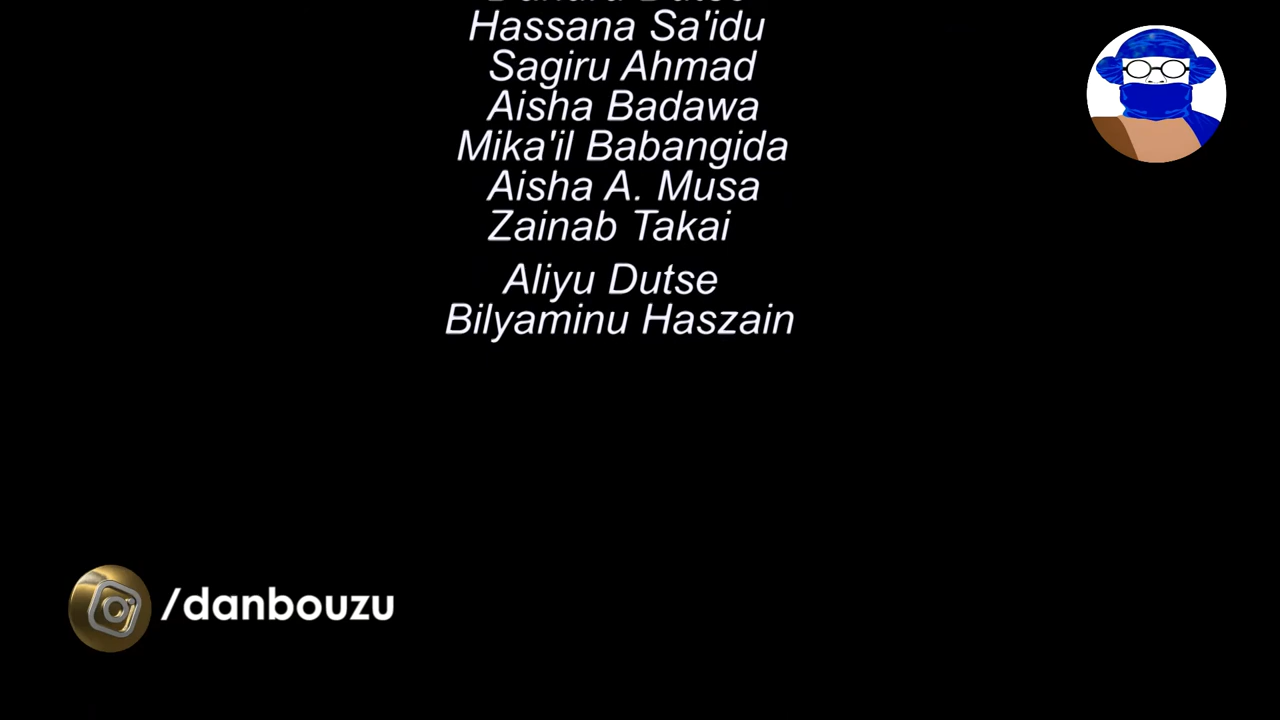 Hassana Sa'idu
Sagiru Ahmad
Aisha Badawa
Mika'il Babangida
Aisha A. Musa
Zainab Takai
Aliyu Dutse
Bilyaminu Haszain
/danbouzu